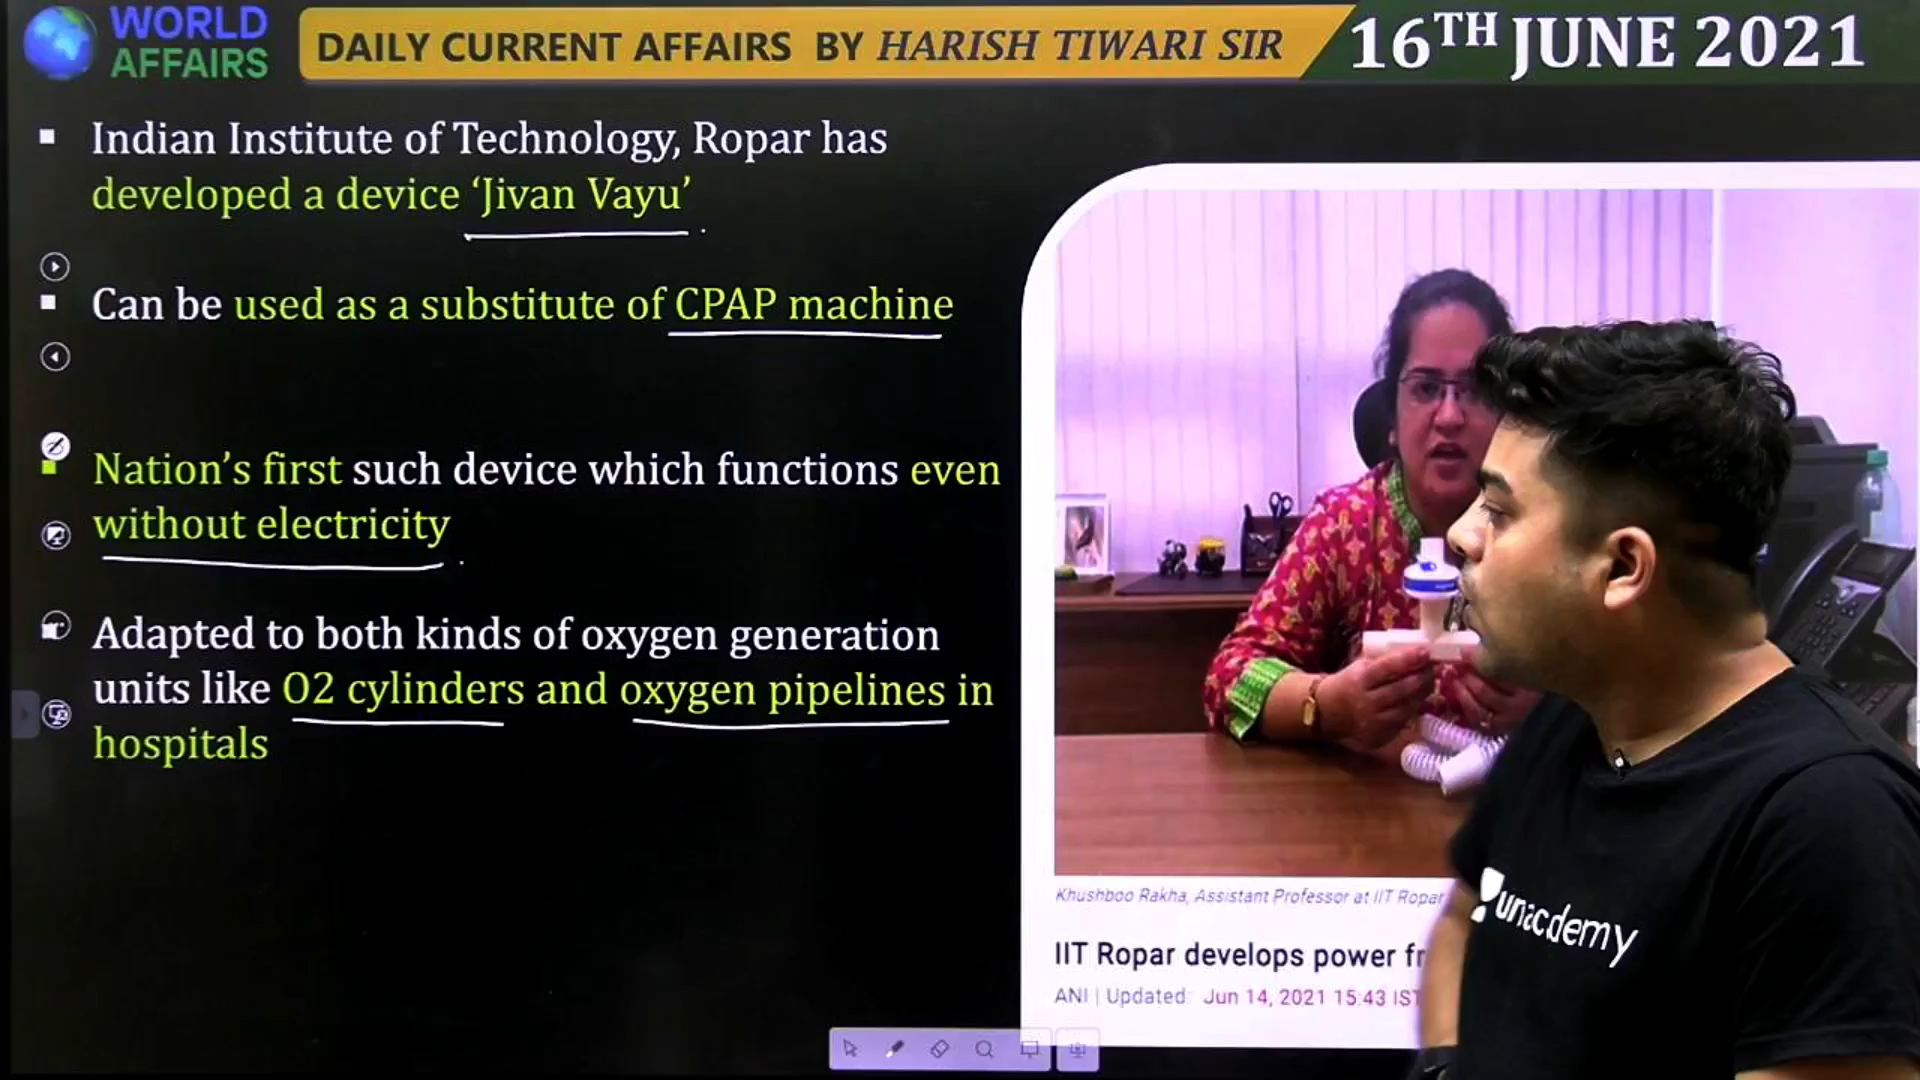 WORLD
AFFAIRS
DAILY CURRENT AFFAIRS BY HARISH TIWARI SIR
16TH JUNE 2021
Indian Institute of Technology, Ropar has
developed a device ‘Jivan Vayu’
Can be used as a substitute of CPAP machine
Nation’s first such device which functions even
without electricity
Adapted to both kinds of oxygen generation
units like O2 cylinders and oxygen pipelines in
hospitals
Khushboo Rakha, Assistant Professor at IIT Ropar
IIT Ropar develops power fr
ANI | Updated: Jun 14, 2021 15:43 IST
unacdemy